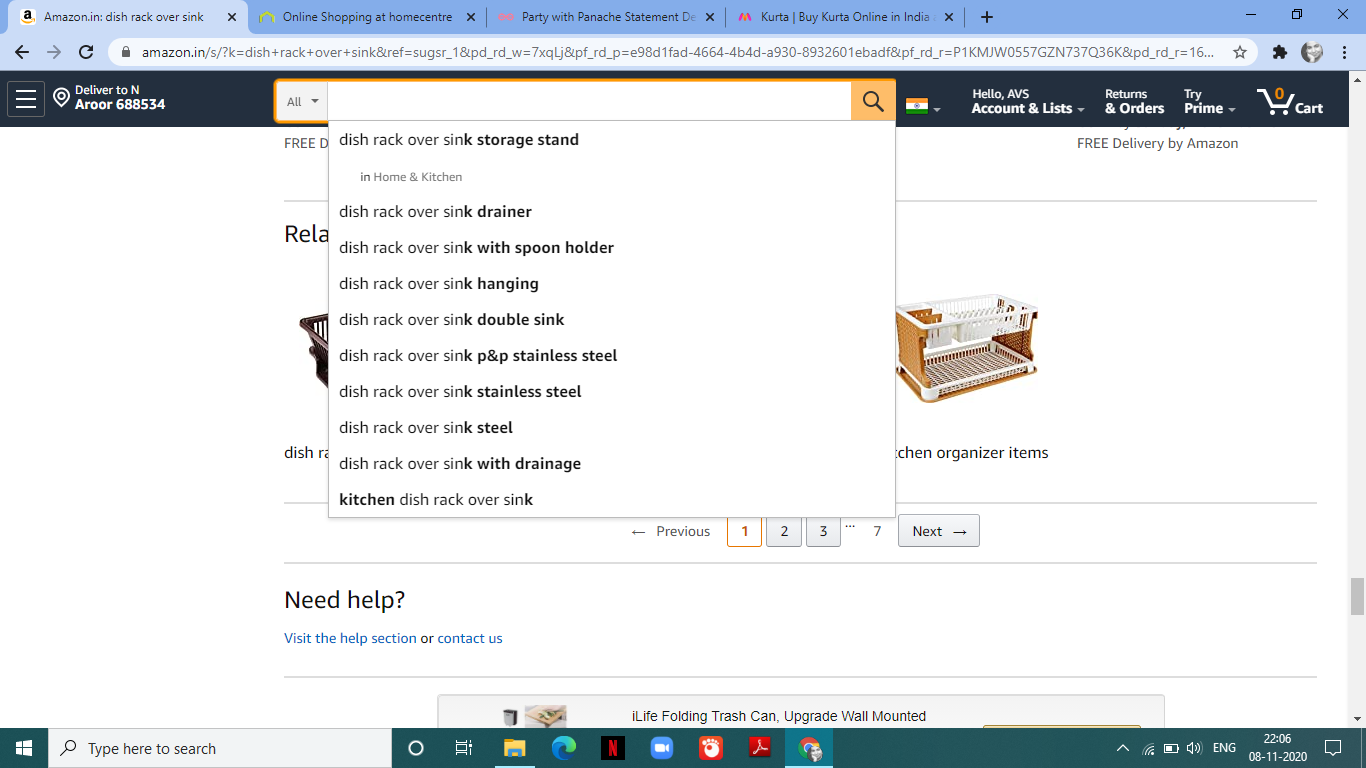 Amazon.in: dish rack over sink
Online Shopping at homecentre
Party with Panache Statement De
Kurta | Buy Kurta Online in India
amazon.in/s/?k=dish+rack+over+sink&ref=sugsr_1&pd_rd_w=7xqLj&pf_rd_p=e98d1fad-4664-4b4d-a930-8932601ebadf&pf_rd_r=P1KMJW0557GZN737Q36K&pd_rd_r=16...
Deliver to N
Aroor 688534
All
Hello, AVS
Account & Lists
Returns
& Orders
Try
Prime
0
Cart
FREE D
FREE Delivery by Amazon
dish rack over sink storage stand
in Home & Kitchen
dish rack over sink drainer
dish rack over sink with spoon holder
dish rack over sink hanging
dish rack over sink double sink
dish rack over sink p&p stainless steel
dish rack over sink stainless steel
dish rack over sink steel
dish rack over sink with drainage
kitchen dish rack over sink
Rela
dish ra
tchen organizer items
← Previous 1 2 3 ... 7 Next →
Need help?
Visit the help section or contact us
iLife Folding Trash Can, Upgrade Wall Mounted
Type here to search
ENG
22:06
08-11-2020